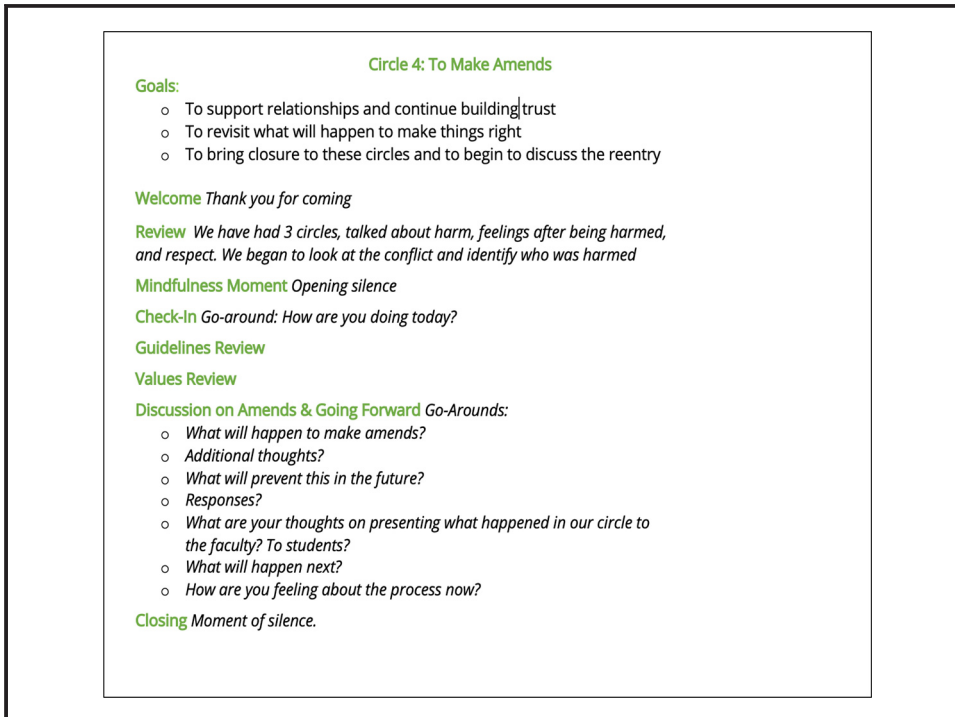 Circle 4: To Make Amends
Goals:
o To support relationships and continue building trust
o To revisit what will happen to make things right
o To bring closure to these circles and to begin to discuss the reentry
Welcome Thank you for coming
Review We have had 3 circles, talked about harm, feelings after being harmed,
and respect. We began to look at the conflict and identify who was harmed
Mindfulness Moment Opening silence
Check-In Go-around: How are you doing today?
Guidelines Review
Values Review
Discussion on Amends & Going Forward Go-Arounds:
o What will happen to make amends?
o Additional thoughts?
o What will prevent this in the future?
o Responses?
o What are your thoughts on presenting what happened in our circle to
the faculty? To students?
o What will happen next?
o How are you feeling about the process now?
Closing Moment of silence.